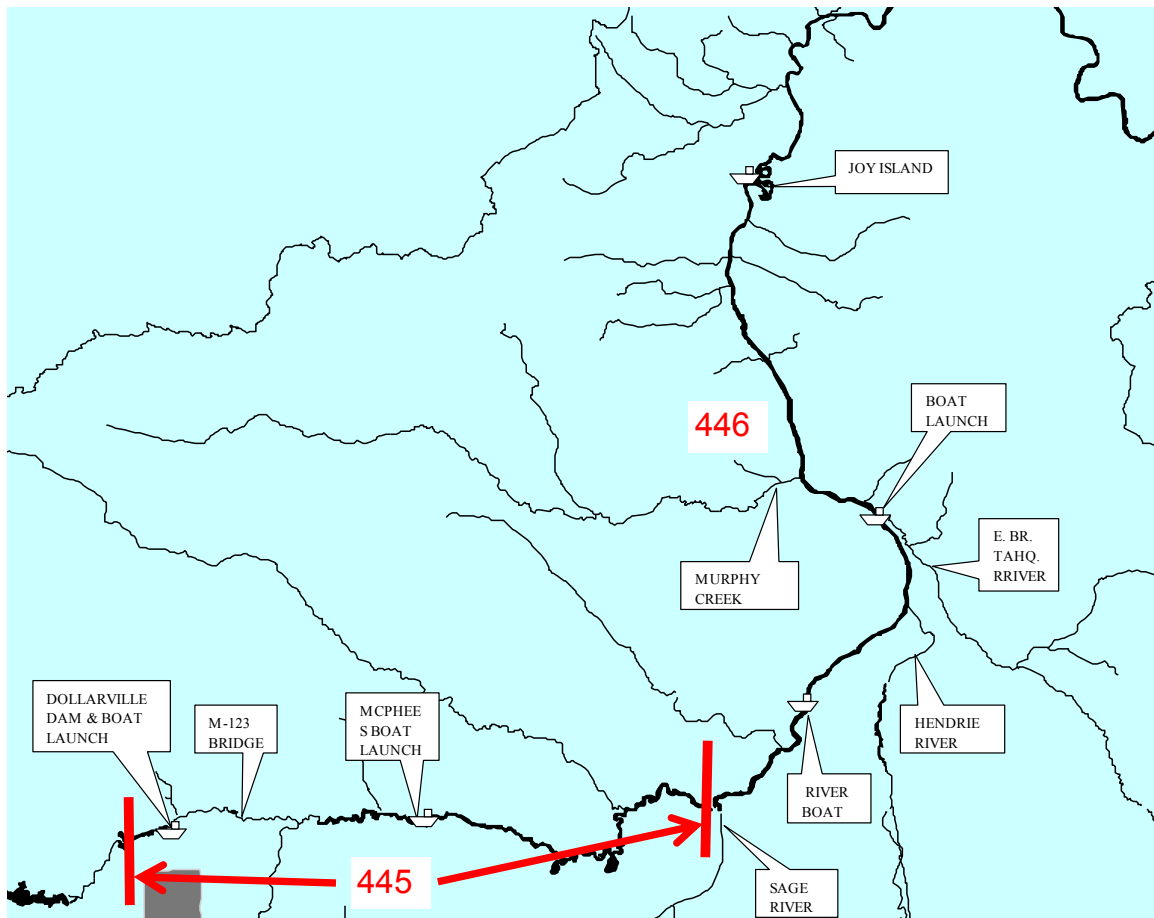 JOY ISLAND
446
BOAT
LAUNCH
E. BR.
TAHQ.
RRIVER
MURPHY
CREEK
DOLLARVILLE
DAM & BOAT
LAUNCH
M-123
BRIDGE
MCPHEE
S BOAT
LAUNCH
HENDRIE
RIVER
RIVER
BOAT
445
SAGE
RIVER